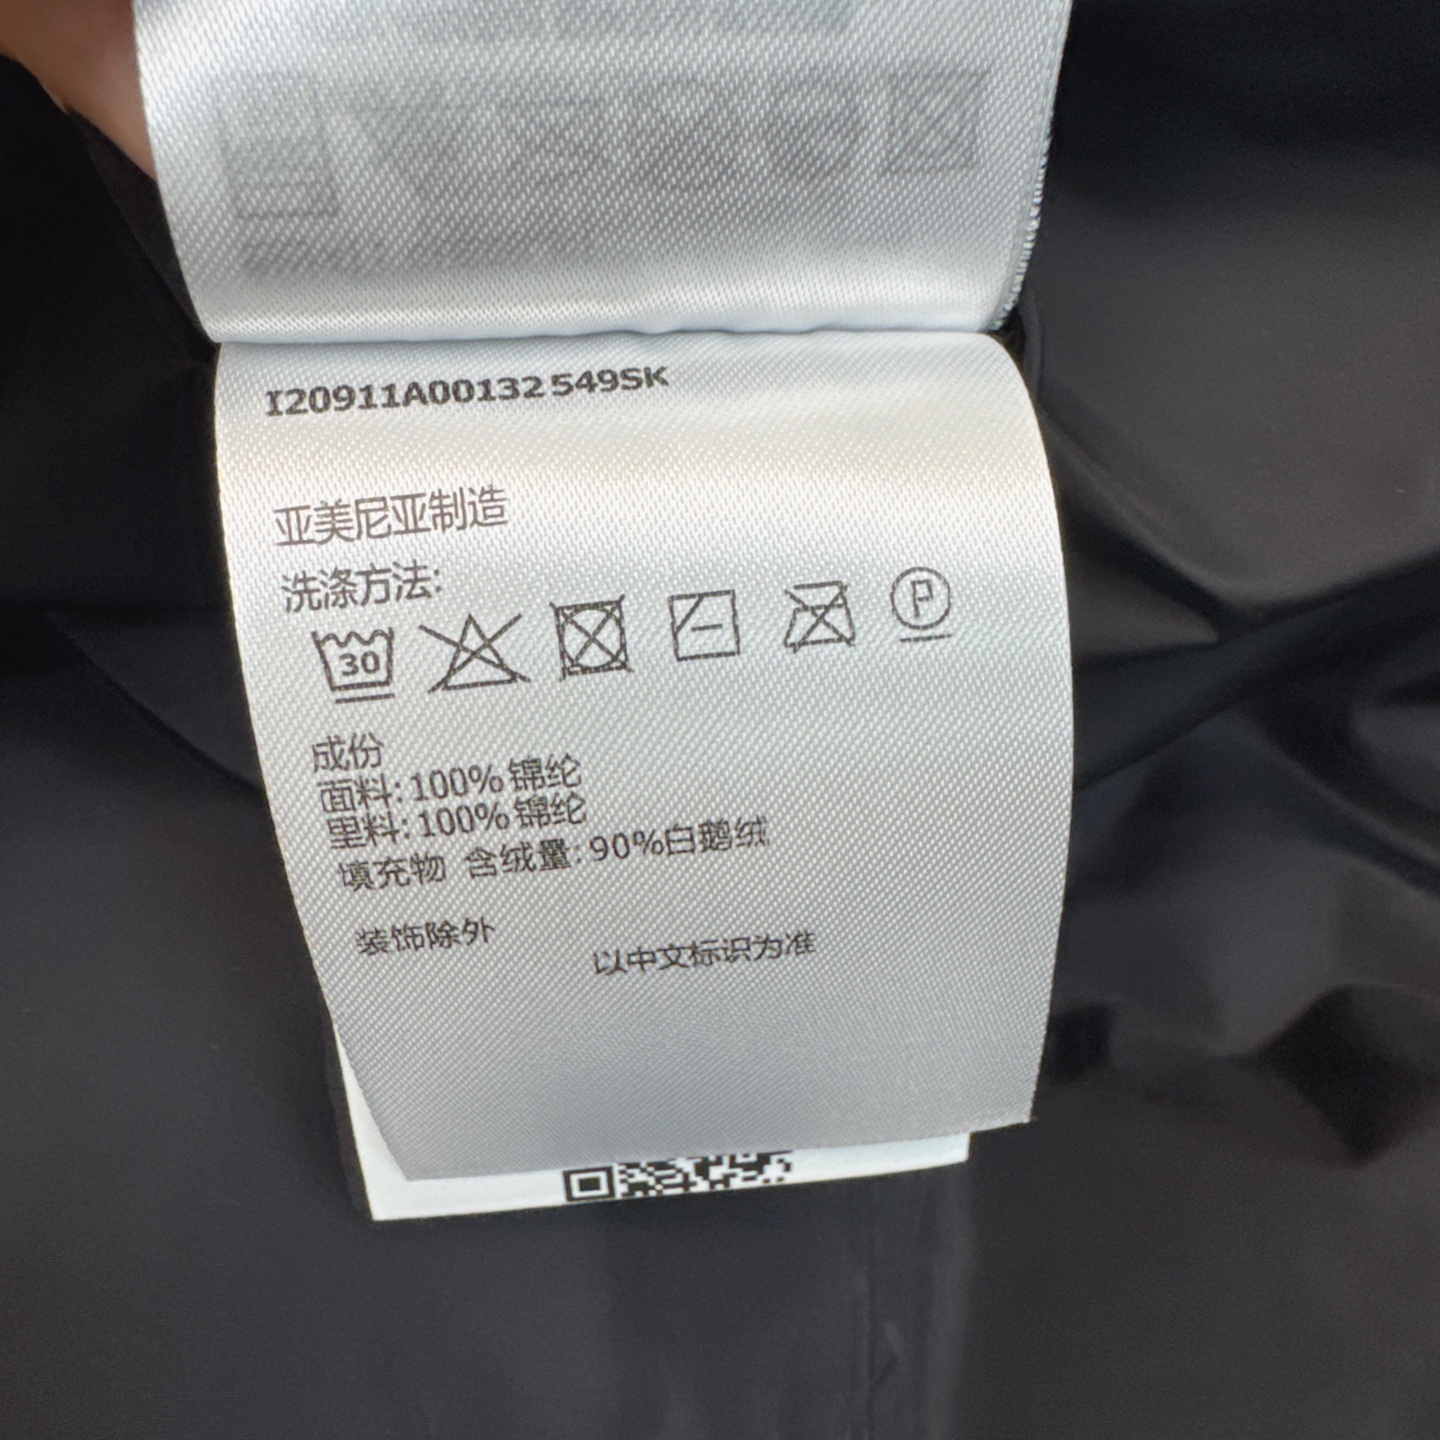 I20911A00132 549SK
亚美尼亚制造
洗涤方法:
30
P
成份
面料: 100% 锦纶
里料: 100% 锦纶
填充物 含绒量: 90%白鹅绒
装饰除外
以中文标识为准